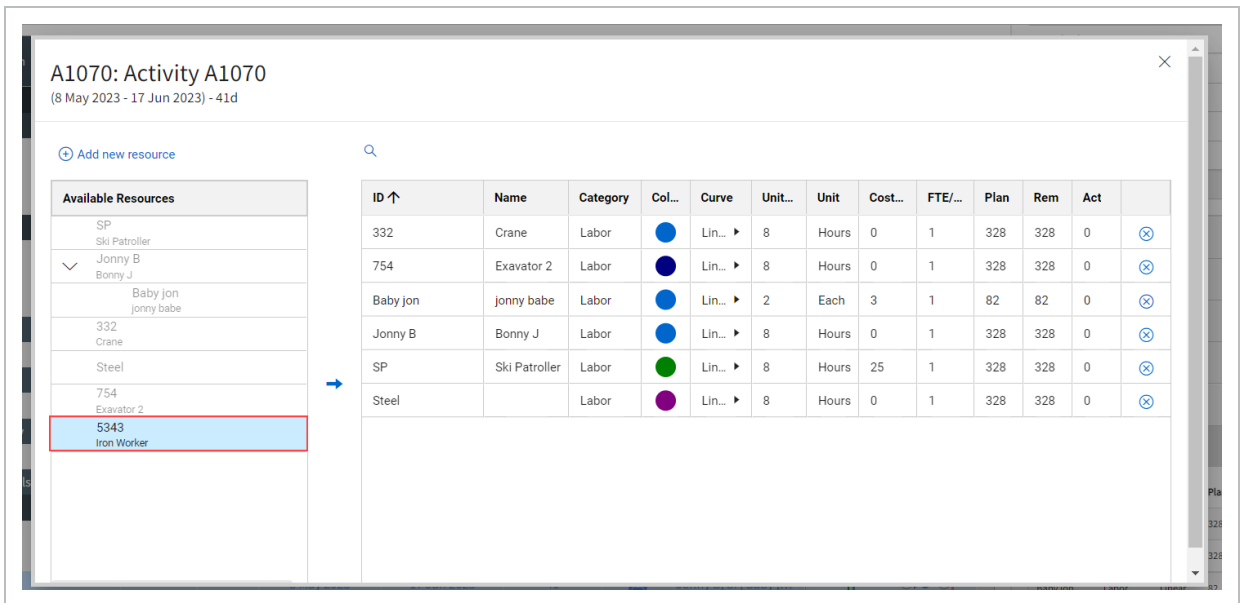 A1070: Activity A1070
(8 May 2023 - 17 Jun 2023) - 41d
Add new resource
Available Resources
SP
Ski Patroller
Jonny B
Bonny J
Baby jon
jonny babe
332
Crane
Steel
754
Exavator 2
5343
Iron Worker
ID Name Category Col... Curve Unit... Unit Cost... FTE/... Plan Rem Act
332 Crane Labor Lin... 8 Hours 0 1 328 328 0
754 Exavator 2 Labor Lin... 8 Hours 0 1 328 328 0
Baby jon jonny babe Labor Lin... 2 Each 3 1 82 82 0
Jonny B Bonny J Labor Lin... 8 Hours 0 1 328 328 0
SP Ski Patroller Labor Lin... 8 Hours 25 1 328 328 0
Steel Labor Lin... 8 Hours 0 1 328 328 0
Pla
328
328